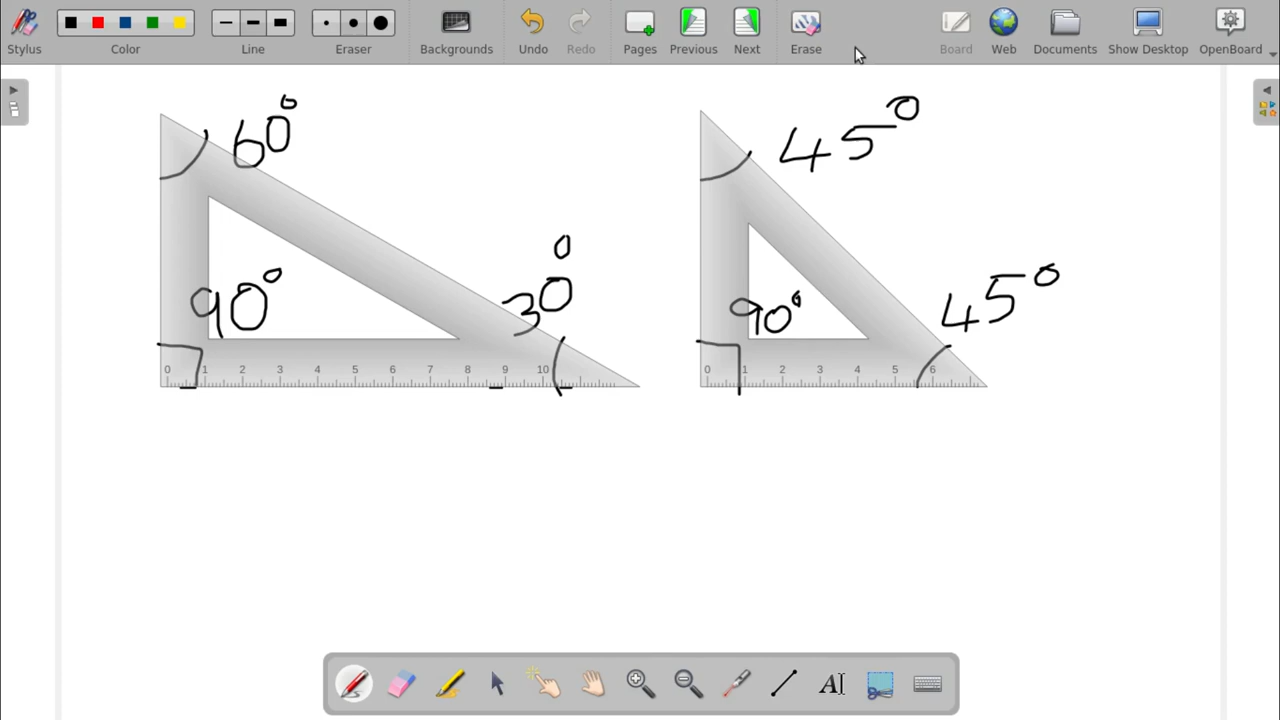 Stylus Color Line Eraser Backgrounds Undo Redo Pages Previous Next Erase Board Web Documents Show Desktop OpenBoard
60°
45°
30°
45°
90°
90°
0 1 2 3 4 5 6 7 8 9 10
0 1 2 3 4 5 6
AI